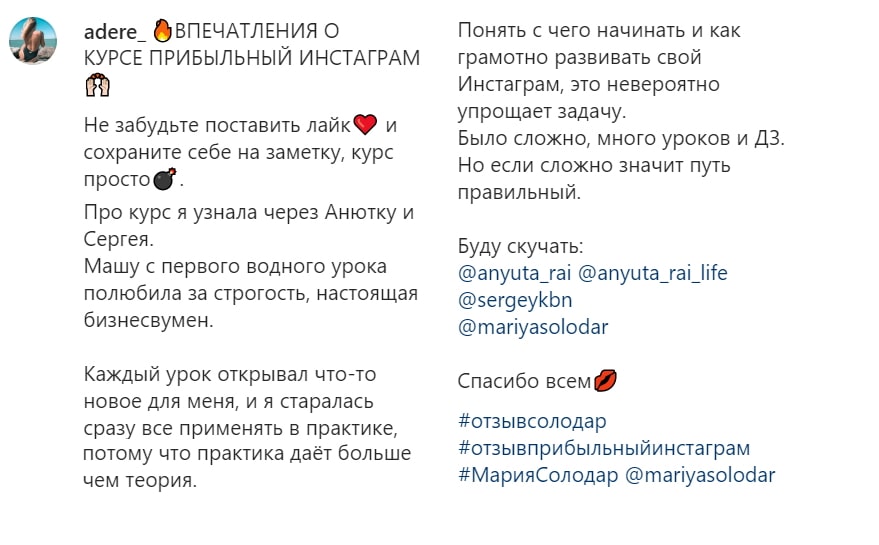 adere_ 🔥ВПЕЧАТЛЕНИЯ О
КУРСЕ ПРИБЫЛЬНЫЙ ИНСТАГРАМ
🙌🏻
Не забудьте поставить лайк❤️ и
сохраните себе на заметку, курс
просто💣.
Про курс я узнала через Анютку и
Сергея.
Машу с первого водного урока
полюбила за строгость, настоящая
бизнесвумен.
Каждый урок открывал что-то
новое для меня, и я старалась
сразу все применять в практике,
потому что практика даёт больше
чем теория.
Понять с чего начинать и как
грамотно развивать свой
Инстаграм, это невероятно
упрощает задачу.
Было сложно, много уроков и ДЗ.
Но если сложно значит путь
правильный.
Буду скучать:
@anyuta_rai @anyuta_rai_life
@sergeykbn
@mariyasolodar
Спасибо всем💋
#отзывсолодар
#отзывприбыльныйинстаграм
#МарияСолодар @mariyasolodar